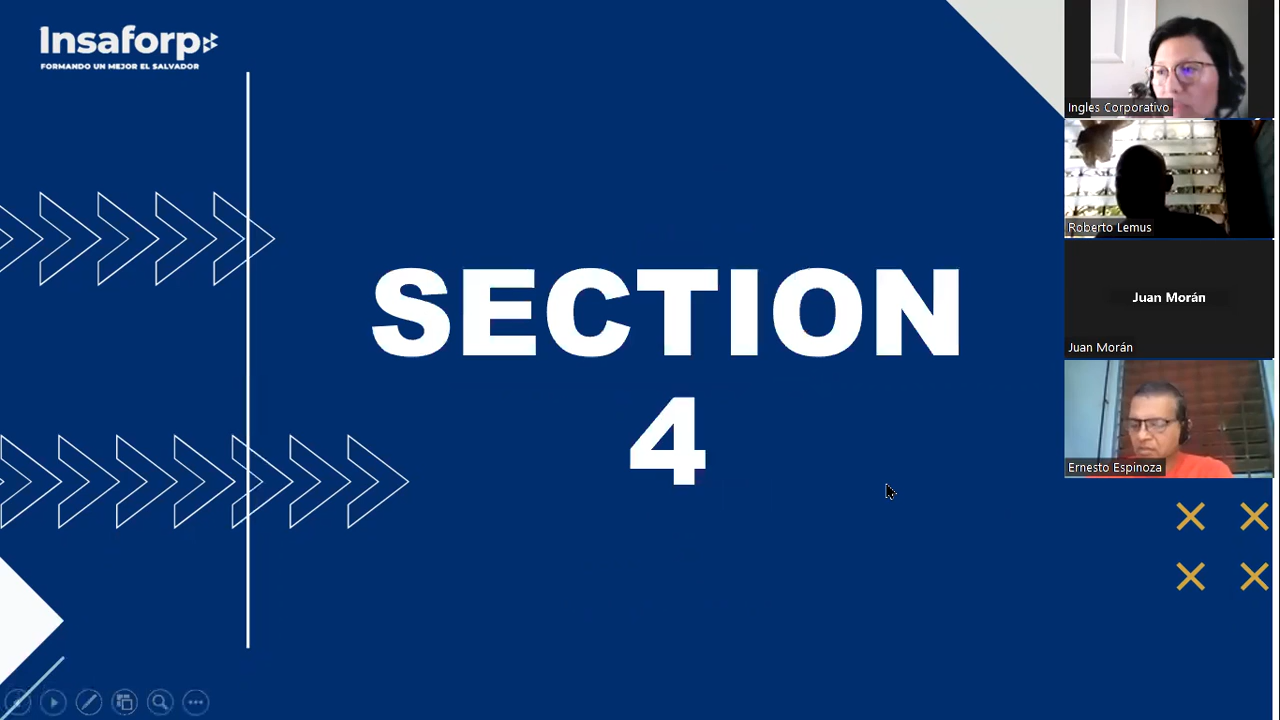 Insaforp
FORMANDO UN MEJOR EL SALVADOR
SECTION
4
Ingles Corporativo
Roberto Lemus
Juan Morán
Juan Morán
Ernesto Espinoza